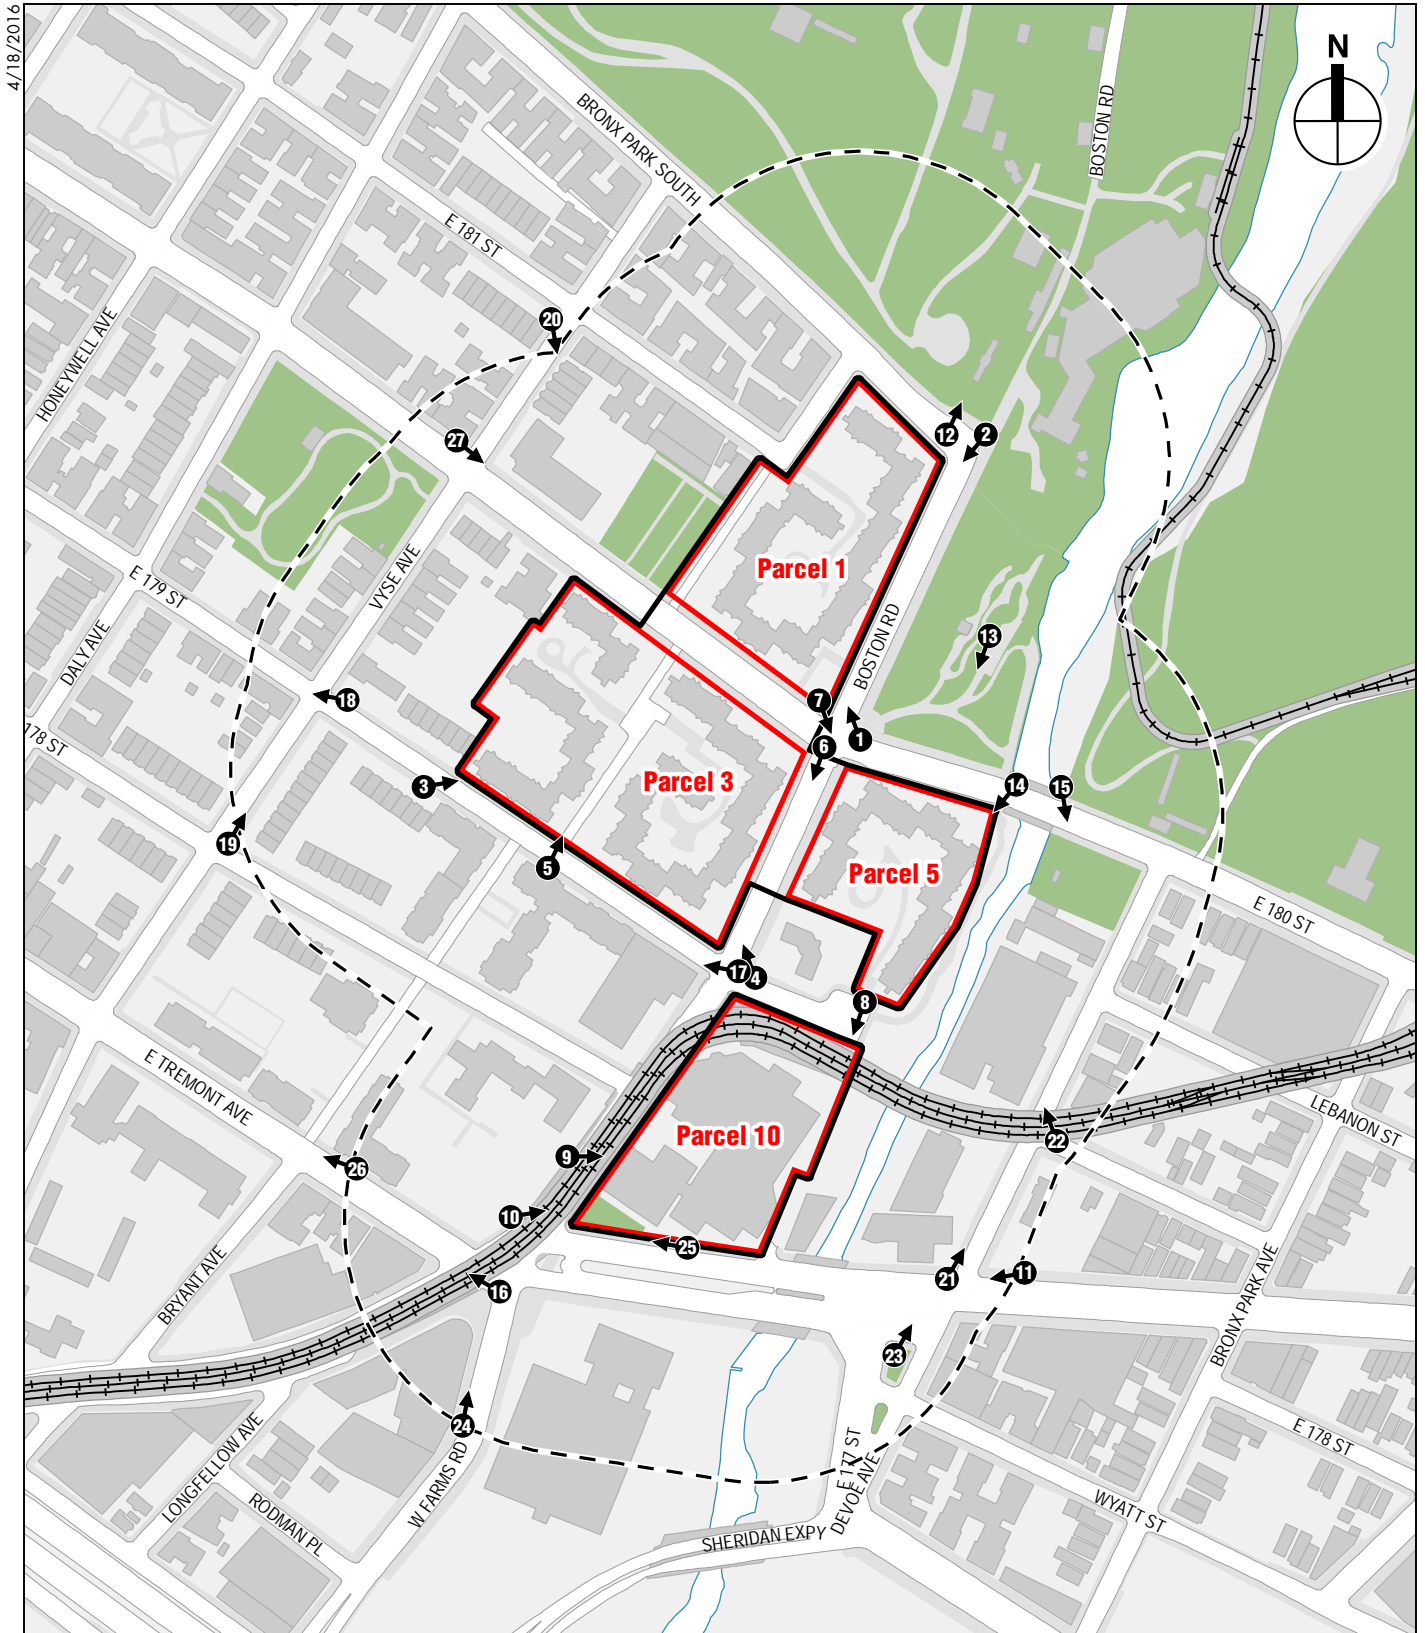 4/18/2016
N
BRONX PARK SOUTH
BOSTON RD
E 181 ST
HONEYWELL AVE
20
27
12
2
Parcel 1
E 179 ST
VYSE AVE
BOSTON RD
13
DALY AVE
18
7
1
6
178 ST
3
Parcel 3
14
15
19
5
Parcel 5
E 180 ST
17
4
8
E TREMONT AVE
LEBANON ST
Parcel 10
22
9
26
10
25
BRYANT AVE
21
11
16
BRONX PARK AVE
23
24
LONGFELLOW AVE
W FARMS RD
E 177 ST
DEVOE AVE
E 178 ST
RODMAN PL
WYATT ST
SHERIDAN EXPY